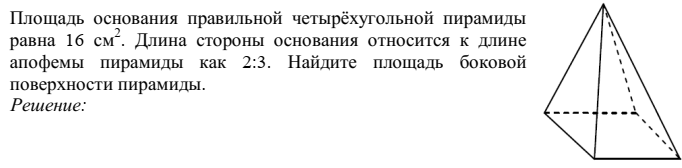 Площадь основания правильной четырёхугольной пирамиды
равна 16 см². Длина стороны основания относится к длине
апофемы пирамиды как 2:3. Найдите площадь боковой
поверхности пирамиды.
Решение: